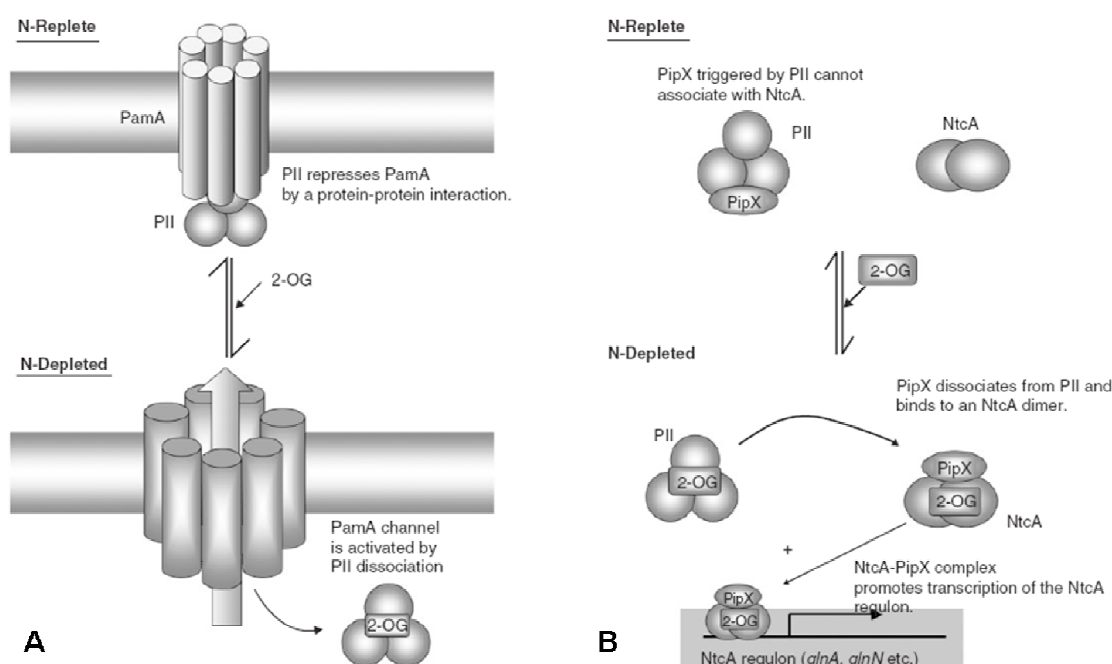 N-Replete
PamA
PII represses PamA
by a protein-protein interaction.
PII
2-OG
N-Depleted
PamA channel
is activated by
PII dissociation
2-OG
A
N-Replete
PipX triggered by PII cannot
associate with NtcA.
PII
NtcA
PipX
2-OG
N-Depleted
PipX dissociates from PII and
binds to an NtcA dimer.
PII
PipX
2-OG
2-OG
NtcA
+
NtcA-PipX complex
promotes transcription of the NtcA
regulon.
PipX
2-OG
B
NtcA regulon (glnA, glnN etc.)